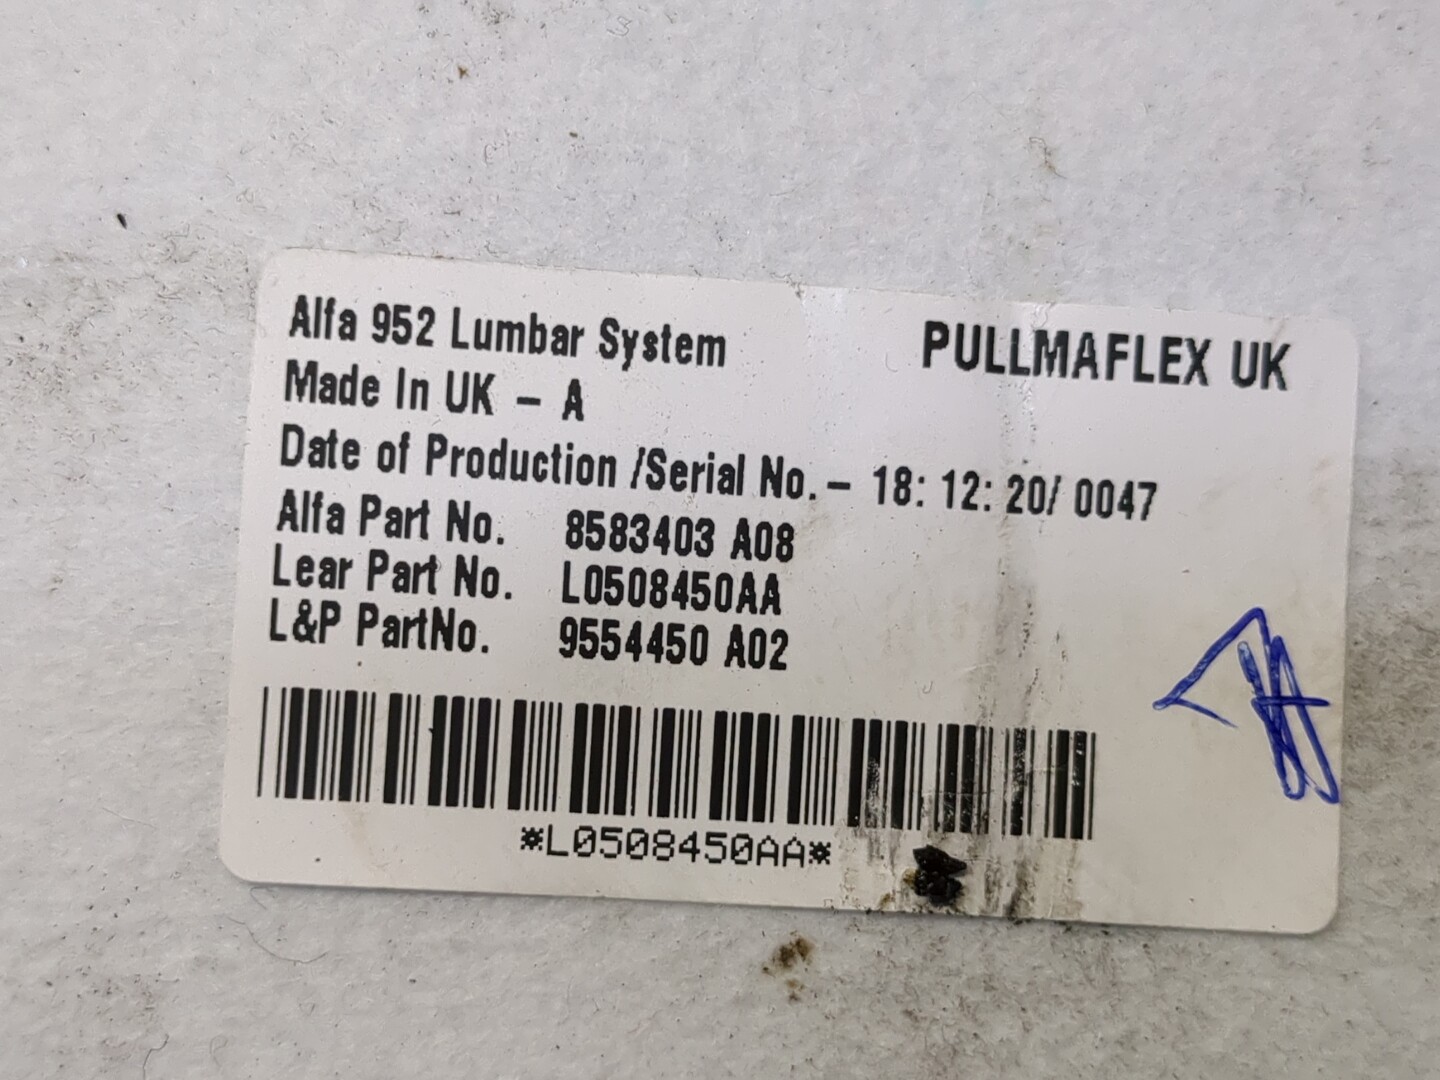 Alfa 952 Lumbar System
PULLMAFLEX UK
Made In UK - A
Date of Production /Serial No.- 18: 12: 20/ 0047
Alfa Part No. 8583403 A08
Lear Part No. L0508450AA
L&P PartNo. 9554450 A02
*L0508450AA*